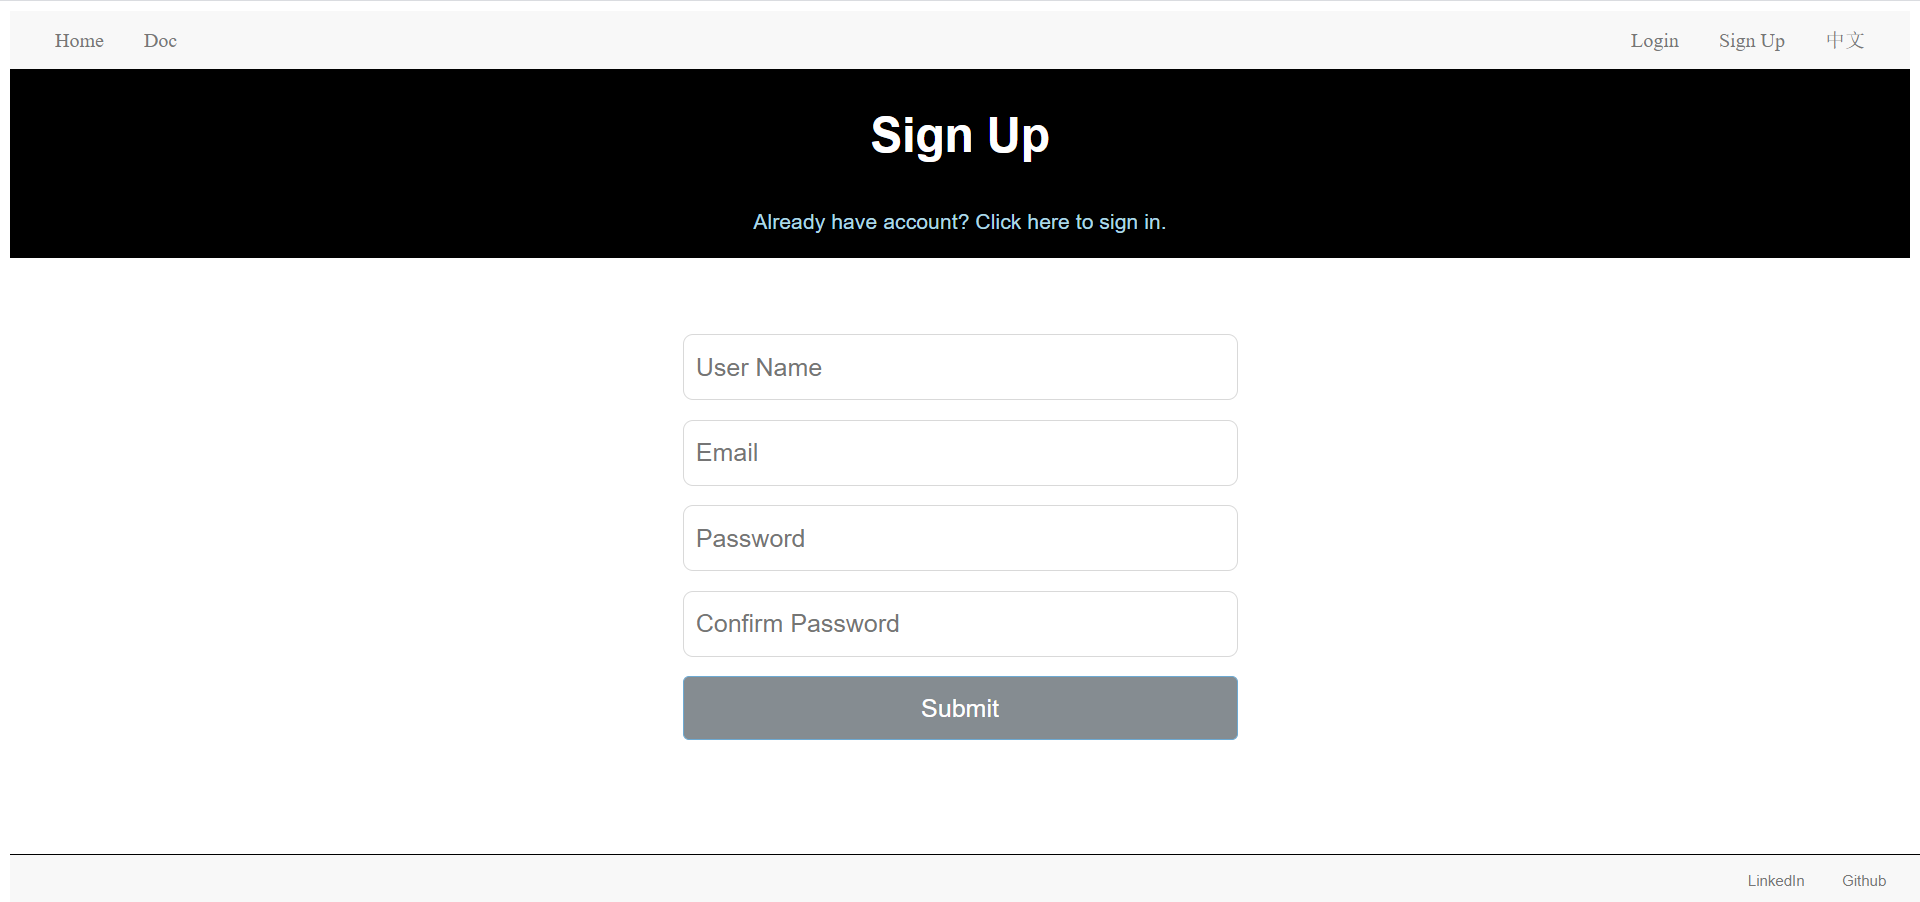 Home Doc Login Sign Up 中文
Sign Up
Already have account? Click here to sign in.
User Name
Email
Password
Confirm Password
Submit
LinkedIn Github